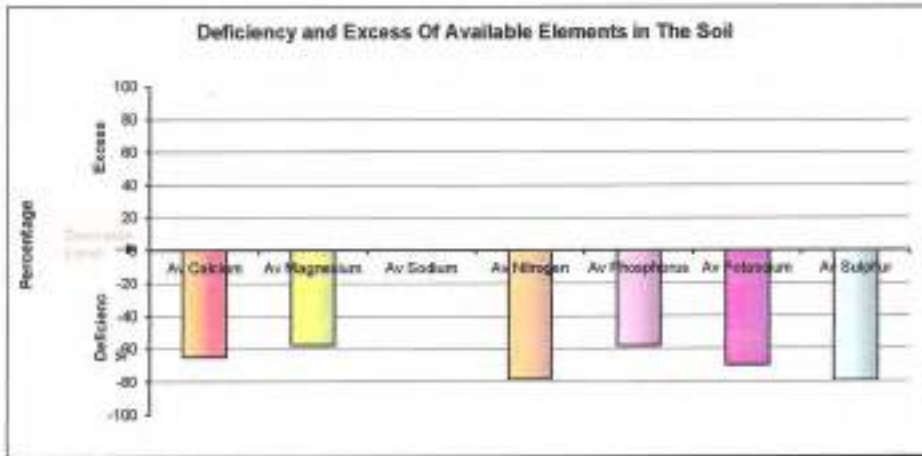 Deficiency and Excess Of Available Elements in The Soil
Percentage
Excess
Deficienc
y
100
80
60
40
20
0
-20
-40
-60
-80
-100
Av Calcium Av Magnesium Av Sodium Av Nitrogen Av Phosphorus Av Potassium Av Sulphur